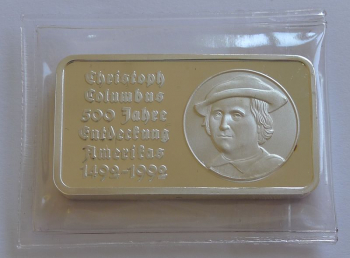 Christoph
Columbus
500 Jahre
Entdeckung
Amerikas
1492-1992